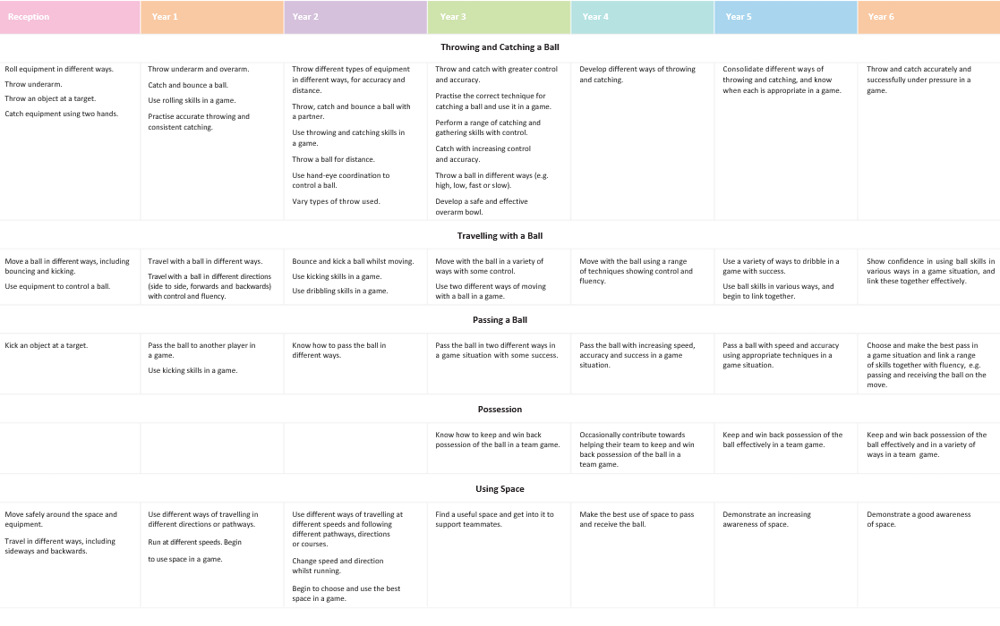 Reception
Year 1
Year 2
Year 3
Year 4
Year 5
Year 6
Throwing and Catching a Ball
Roll equipment in different ways.
Throw underarm.
Throw an object at a target.
Catch equipment using two hands.
Throw underarm and overarm.
Catch and bounce a ball.
Use rolling skills in a game.
Practise accurate throwing and
consistent catching.
Throw different types of equipment
in different ways, for accuracy and
distance.
Throw, catch and bounce a ball with
a partner.
Use throwing and catching skills in
a game.
Throw a ball for distance.
Use hand-eye coordination to
control a ball.
Vary types of throw used.
Throw and catch with greater control
and accuracy.
Practise the correct technique for
catching a ball and use it in a game.
Perform a range of catching and
gathering skills with control.
Catch with increasing control
and accuracy.
Throw a ball in different ways (e.g.
high, low, fast or slow).
Develop a safe and effective
overarm bowl.
Develop different ways of throwing
and catching.
Consolidate different ways of
throwing and catching, and know
when each is appropriate in a game.
Throw and catch accurately and
successfully under pressure in a
game.
Travelling with a Ball
Move a ball in different ways, including
bouncing and kicking.
Use equipment to control a ball.
Travel with a ball in different ways.
Travel with a ball in different directions
(side to side, forwards and backwards)
with control and fluency.
Bounce and kick a ball whilst moving.
Use kicking skills in a game.
Use dribbling skills in a game.
Move with the ball in a variety of
ways with some control.
Use two different ways of moving
with a ball in a game.
Move with the ball using a range
of techniques showing control and
fluency.
Use a variety of ways to dribble in a
game with success.
Use ball skills in various ways, and
begin to link together.
Show confidence in using ball skills in
various ways in a game situation, and
link these together effectively.
Passing a Ball
Kick an object at a target.
Pass the ball to another player in
a game.
Use kicking skills in a game.
Know how to pass the ball in
different ways.
Pass the ball in two different ways in
a game situation with some success.
Pass the ball with increasing speed,
accuracy and success in a game
situation.
Pass a ball with speed and accuracy
using appropriate techniques in a
game situation.
Choose and make the best pass in
a game situation and link a range
of skills together with fluency, e.g.
passing and receiving the ball on the
move.
Possession
Know how to keep and win back
possession of the ball in a team game.
Occasionally contribute towards
helping their team to keep and win
back possession of the ball in a
team game.
Keep and win back possession of the
ball effectively in a team game.
Keep and win back possession of the
ball effectively and in a variety of
ways in a team game.
Using Space
Move safely around the space and
equipment.
Travel in different ways, including
sideways and backwards.
Use different ways of travelling in
different directions or pathways.
Run at different speeds. Begin
to use space in a game.
Use different ways of travelling at
different speeds and following
different pathways, directions
or courses.
Change speed and direction
whilst running.
Begin to choose and use the best
space in a game.
Find a useful space and get into it to
support teammates.
Make the best use of space to pass
and receive the ball.
Demonstrate an increasing
awareness of space.
Demonstrate a good awareness
of space.